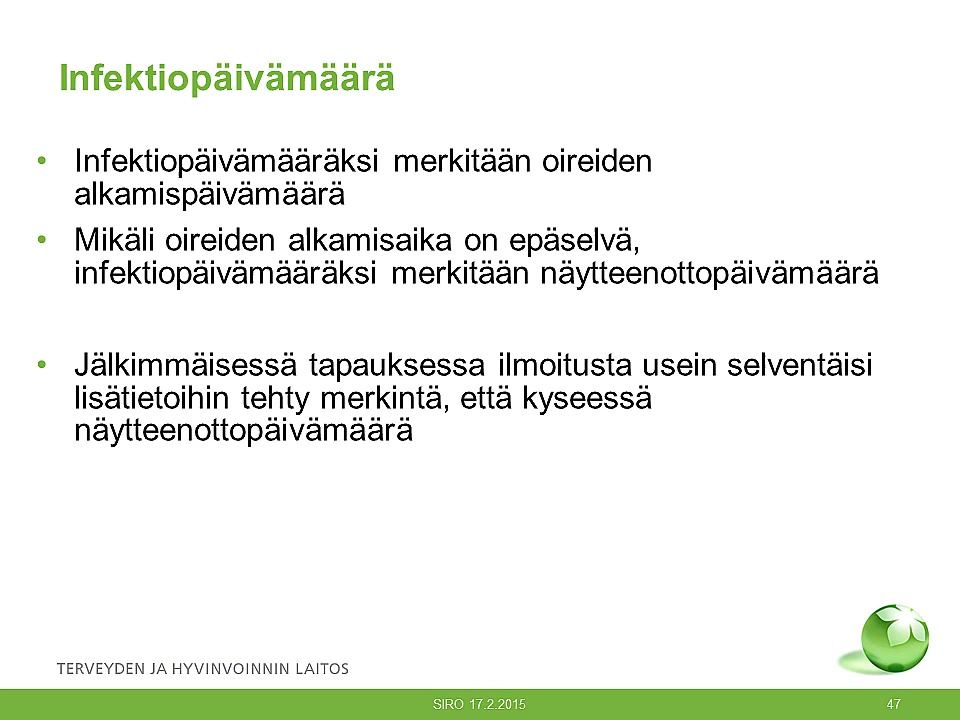 Infektiopäivämäärä
• Infektiopäivämääräksi merkitään oireiden
alkamispäivämäärä
• Mikäli oireiden alkamisaika on epäselvä,
infektiopäivämääräksi merkitään näytteenottopäivämäärä
• Jälkimmäisessä tapauksessa ilmoitusta usein selventäisi
lisätietoihin tehty merkintä, että kyseessä
näytteenottopäivämäärä
TERVEYDEN JA HYVINVOINNIN LAITOS
SIRO 17.2.2015 47